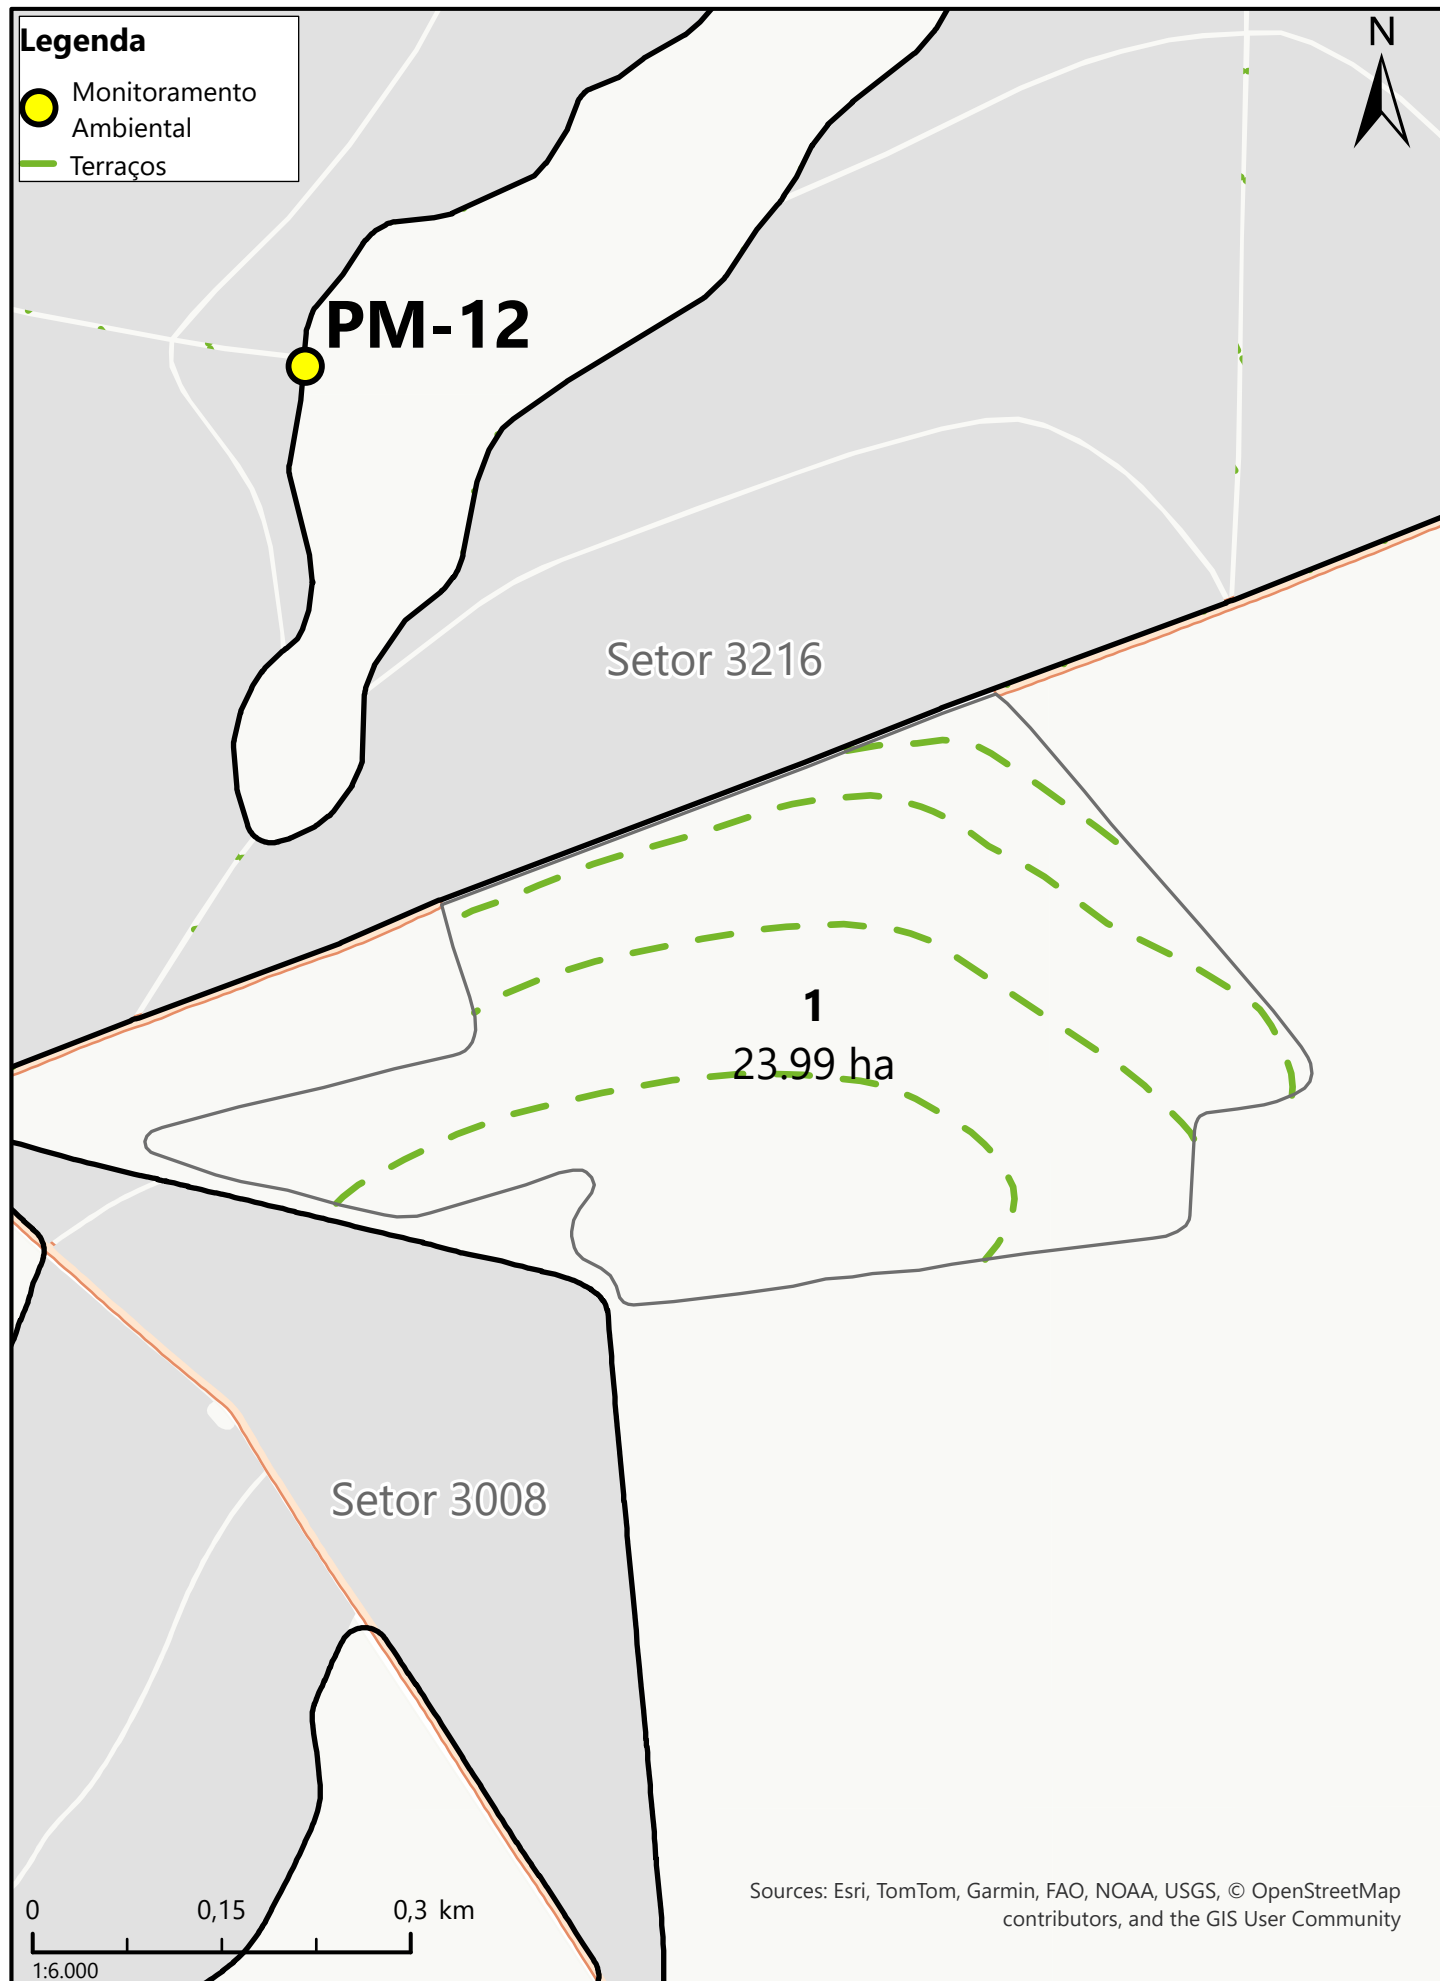 Legenda
Monitoramento
Ambiental
Terraços
N
PM-12
Setor 3216
1
23.99 ha
Setor 3008
0 0,15 0,3 km
1:6.000
Sources: Esri, TomTom, Garmin, FAO, NOAA, USGS, © OpenStreetMap
contributors, and the GIS User Community